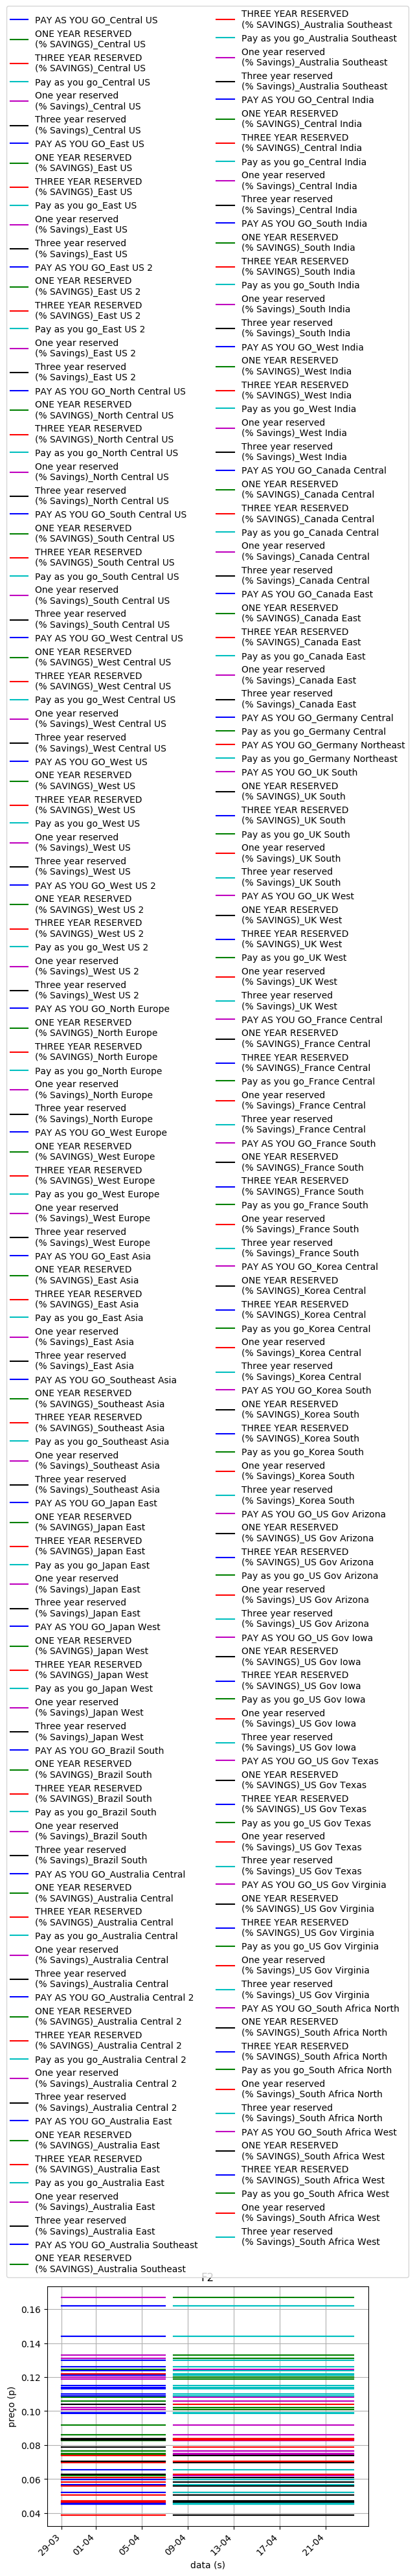 PAY AS YOU GO_Central US
ONE YEAR RESERVED
(% SAVINGS)_Central US
THREE YEAR RESERVED
(% SAVINGS)_Central US
Pay as you go_Central US
One year reserved
(% Savings)_Central US
Three year reserved
(% Savings)_Central US
PAY AS YOU GO_East US
ONE YEAR RESERVED
(% SAVINGS)_East US
THREE YEAR RESERVED
(% SAVINGS)_East US
Pay as you go_East US
One year reserved
(% Savings)_East US
Three year reserved
(% Savings)_East US
PAY AS YOU GO_East US 2
ONE YEAR RESERVED
(% SAVINGS)_East US 2
THREE YEAR RESERVED
(% SAVINGS)_East US 2
Pay as you go_East US 2
One year reserved
(% Savings)_East US 2
Three year reserved
(% Savings)_East US 2
PAY AS YOU GO_North Central US
ONE YEAR RESERVED
(% SAVINGS)_North Central US
THREE YEAR RESERVED
(% SAVINGS)_North Central US
Pay as you go_North Central US
One year reserved
(% Savings)_North Central US
Three year reserved
(% Savings)_North Central US
PAY AS YOU GO_South Central US
ONE YEAR RESERVED
(% SAVINGS)_South Central US
THREE YEAR RESERVED
(% SAVINGS)_South Central US
Pay as you go_South Central US
One year reserved
(% Savings)_South Central US
Three year reserved
(% Savings)_South Central US
PAY AS YOU GO_West Central US
ONE YEAR RESERVED
(% SAVINGS)_West Central US
THREE YEAR RESERVED
(% SAVINGS)_West Central US
Pay as you go_West Central US
One year reserved
(% Savings)_West Central US
Three year reserved
(% Savings)_West Central US
PAY AS YOU GO_West US
ONE YEAR RESERVED
(% SAVINGS)_West US
THREE YEAR RESERVED
(% SAVINGS)_West US
Pay as you go_West US
One year reserved
(% Savings)_West US
Three year reserved
(% Savings)_West US
PAY AS YOU GO_West US 2
ONE YEAR RESERVED
(% SAVINGS)_West US 2
THREE YEAR RESERVED
(% SAVINGS)_West US 2
Pay as you go_West US 2
One year reserved
(% Savings)_West US 2
Three year reserved
(% Savings)_West US 2
PAY AS YOU GO_North Europe
ONE YEAR RESERVED
(% SAVINGS)_North Europe
THREE YEAR RESERVED
(% SAVINGS)_North Europe
Pay as you go_North Europe
One year reserved
(% Savings)_North Europe
Three year reserved
(% Savings)_North Europe
PAY AS YOU GO_West Europe
ONE YEAR RESERVED
(% SAVINGS)_West Europe
THREE YEAR RESERVED
(% SAVINGS)_West Europe
Pay as you go_West Europe
One year reserved
(% Savings)_West Europe
Three year reserved
(% Savings)_West Europe
PAY AS YOU GO_East Asia
ONE YEAR RESERVED
(% SAVINGS)_East Asia
THREE YEAR RESERVED
(% SAVINGS)_East Asia
Pay as you go_East Asia
One year reserved
(% Savings)_East Asia
Three year reserved
(% Savings)_East Asia
PAY AS YOU GO_Southeast Asia
ONE YEAR RESERVED
(% SAVINGS)_Southeast Asia
THREE YEAR RESERVED
(% SAVINGS)_Southeast Asia
Pay as you go_Southeast Asia
One year reserved
(% Savings)_Southeast Asia
Three year reserved
(% Savings)_Southeast Asia
PAY AS YOU GO_Japan East
ONE YEAR RESERVED
(% SAVINGS)_Japan East
THREE YEAR RESERVED
(% SAVINGS)_Japan East
Pay as you go_Japan East
One year reserved
(% Savings)_Japan East
Three year reserved
(% Savings)_Japan East
PAY AS YOU GO_Japan West
ONE YEAR RESERVED
(% SAVINGS)_Japan West
THREE YEAR RESERVED
(% SAVINGS)_Japan West
Pay as you go_Japan West
One year reserved
(% Savings)_Japan West
Three year reserved
(% Savings)_Japan West
PAY AS YOU GO_Brazil South
ONE YEAR RESERVED
(% SAVINGS)_Brazil South
THREE YEAR RESERVED
(% SAVINGS)_Brazil South
Pay as you go_Brazil South
One year reserved
(% Savings)_Brazil South
Three year reserved
(% Savings)_Brazil South
PAY AS YOU GO_Australia Central
ONE YEAR RESERVED
(% SAVINGS)_Australia Central
THREE YEAR RESERVED
(% SAVINGS)_Australia Central
Pay as you go_Australia Central
One year reserved
(% Savings)_Australia Central
Three year reserved
(% Savings)_Australia Central
PAY AS YOU GO_Australia Central 2
ONE YEAR RESERVED
(% SAVINGS)_Australia Central 2
THREE YEAR RESERVED
(% SAVINGS)_Australia Central 2
Pay as you go_Australia Central 2
One year reserved
(% Savings)_Australia Central 2
Three year reserved
(% Savings)_Australia Central 2
PAY AS YOU GO_Australia East
ONE YEAR RESERVED
(% SAVINGS)_Australia East
THREE YEAR RESERVED
(% SAVINGS)_Australia East
Pay as you go_Australia East
One year reserved
(% Savings)_Australia East
Three year reserved
(% Savings)_Australia East
PAY AS YOU GO_Australia Southeast
ONE YEAR RESERVED
(% SAVINGS)_Australia Southeast
THREE YEAR RESERVED
(% SAVINGS)_Australia Southeast
Pay as you go_Australia Southeast
One year reserved
(% Savings)_Australia Southeast
Three year reserved
(% Savings)_Australia Southeast
PAY AS YOU GO_Central India
ONE YEAR RESERVED
(% SAVINGS)_Central India
THREE YEAR RESERVED
(% SAVINGS)_Central India
Pay as you go_Central India
One year reserved
(% Savings)_Central India
Three year reserved
(% Savings)_Central India
PAY AS YOU GO_South India
ONE YEAR RESERVED
(% SAVINGS)_South India
THREE YEAR RESERVED
(% SAVINGS)_South India
Pay as you go_South India
One year reserved
(% Savings)_South India
Three year reserved
(% Savings)_South India
PAY AS YOU GO_West India
ONE YEAR RESERVED
(% SAVINGS)_West India
THREE YEAR RESERVED
(% SAVINGS)_West India
Pay as you go_West India
One year reserved
(% Savings)_West India
Three year reserved
(% Savings)_West India
PAY AS YOU GO_Canada Central
ONE YEAR RESERVED
(% SAVINGS)_Canada Central
THREE YEAR RESERVED
(% SAVINGS)_Canada Central
Pay as you go_Canada Central
One year reserved
(% Savings)_Canada Central
Three year reserved
(% Savings)_Canada Central
PAY AS YOU GO_Canada East
ONE YEAR RESERVED
(% SAVINGS)_Canada East
THREE YEAR RESERVED
(% SAVINGS)_Canada East
Pay as you go_Canada East
One year reserved
(% Savings)_Canada East
Three year reserved
(% Savings)_Canada East
PAY AS YOU GO_Germany Central
Pay as you go_Germany Central
PAY AS YOU GO_Germany Northeast
Pay as you go_Germany Northeast
PAY AS YOU GO_UK South
ONE YEAR RESERVED
(% SAVINGS)_UK South
THREE YEAR RESERVED
(% SAVINGS)_UK South
Pay as you go_UK South
One year reserved
(% Savings)_UK South
Three year reserved
(% Savings)_UK South
PAY AS YOU GO_UK West
ONE YEAR RESERVED
(% SAVINGS)_UK West
THREE YEAR RESERVED
(% SAVINGS)_UK West
Pay as you go_UK West
One year reserved
(% Savings)_UK West
Three year reserved
(% Savings)_UK West
PAY AS YOU GO_France Central
ONE YEAR RESERVED
(% SAVINGS)_France Central
THREE YEAR RESERVED
(% SAVINGS)_France Central
Pay as you go_France Central
One year reserved
(% Savings)_France Central
Three year reserved
(% Savings)_France Central
PAY AS YOU GO_France South
ONE YEAR RESERVED
(% SAVINGS)_France South
THREE YEAR RESERVED
(% SAVINGS)_France South
Pay as you go_France South
One year reserved
(% Savings)_France South
Three year reserved
(% Savings)_France South
PAY AS YOU GO_Korea Central
ONE YEAR RESERVED
(% SAVINGS)_Korea Central
THREE YEAR RESERVED
(% SAVINGS)_Korea Central
Pay as you go_Korea Central
One year reserved
(% Savings)_Korea Central
Three year reserved
(% Savings)_Korea Central
PAY AS YOU GO_Korea South
ONE YEAR RESERVED
(% SAVINGS)_Korea South
THREE YEAR RESERVED
(% SAVINGS)_Korea South
Pay as you go_Korea South
One year reserved
(% Savings)_Korea South
Three year reserved
(% Savings)_Korea South
PAY AS YOU GO_US Gov Arizona
ONE YEAR RESERVED
(% SAVINGS)_US Gov Arizona
THREE YEAR RESERVED
(% SAVINGS)_US Gov Arizona
Pay as you go_US Gov Arizona
One year reserved
(% Savings)_US Gov Arizona
Three year reserved
(% Savings)_US Gov Arizona
PAY AS YOU GO_US Gov Iowa
ONE YEAR RESERVED
(% SAVINGS)_US Gov Iowa
THREE YEAR RESERVED
(% SAVINGS)_US Gov Iowa
Pay as you go_US Gov Iowa
One year reserved
(% Savings)_US Gov Iowa
Three year reserved
(% Savings)_US Gov Iowa
PAY AS YOU GO_US Gov Texas
ONE YEAR RESERVED
(% SAVINGS)_US Gov Texas
THREE YEAR RESERVED
(% SAVINGS)_US Gov Texas
Pay as you go_US Gov Texas
One year reserved
(% Savings)_US Gov Texas
Three year reserved
(% Savings)_US Gov Texas
PAY AS YOU GO_US Gov Virginia
ONE YEAR RESERVED
(% SAVINGS)_US Gov Virginia
THREE YEAR RESERVED
(% SAVINGS)_US Gov Virginia
Pay as you go_US Gov Virginia
One year reserved
(% Savings)_US Gov Virginia
Three year reserved
(% Savings)_US Gov Virginia
PAY AS YOU GO_South Africa North
ONE YEAR RESERVED
(% SAVINGS)_South Africa North
THREE YEAR RESERVED
(% SAVINGS)_South Africa North
Pay as you go_South Africa North
One year reserved
(% Savings)_South Africa North
Three year reserved
(% Savings)_South Africa North
PAY AS YOU GO_South Africa West
ONE YEAR RESERVED
(% SAVINGS)_South Africa West
THREE YEAR RESERVED
(% SAVINGS)_South Africa West
Pay as you go_South Africa West
One year reserved
(% Savings)_South Africa West
Three year reserved
(% Savings)_South Africa West
F2
0.16
0.14
0.12
0.10
0.08
0.06
0.04
preço (p)
29-03
01-04
05-04
09-04
13-04
17-04
21-04
data (s)